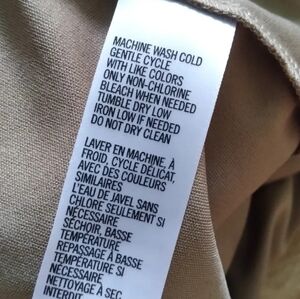 MACHINE WASH COLD
GENTLE CYCLE
WITH LIKE COLORS
ONLY NON-CHLORINE
BLEACH WHEN NEEDED
TUMBLE DRY LOW
IRON LOW IF NEEDED
DO NOT DRY CLEAN
LAVER EN MACHINE, À
FROID, CYCLE DÉLICAT,
AVEC DES COULEURS
SIMILAIRES
L'EAU DE JAVEL SANS
CHLORE SEULEMENT SI
NÉCESSAIRE
SÉCHOIR, BASSE
TEMPÉRATURE
REPASSAGE À BASSE
TEMPÉRATURE SI
NÉCESSAIRE
NETTOYAGE À SEC
INTERDIT